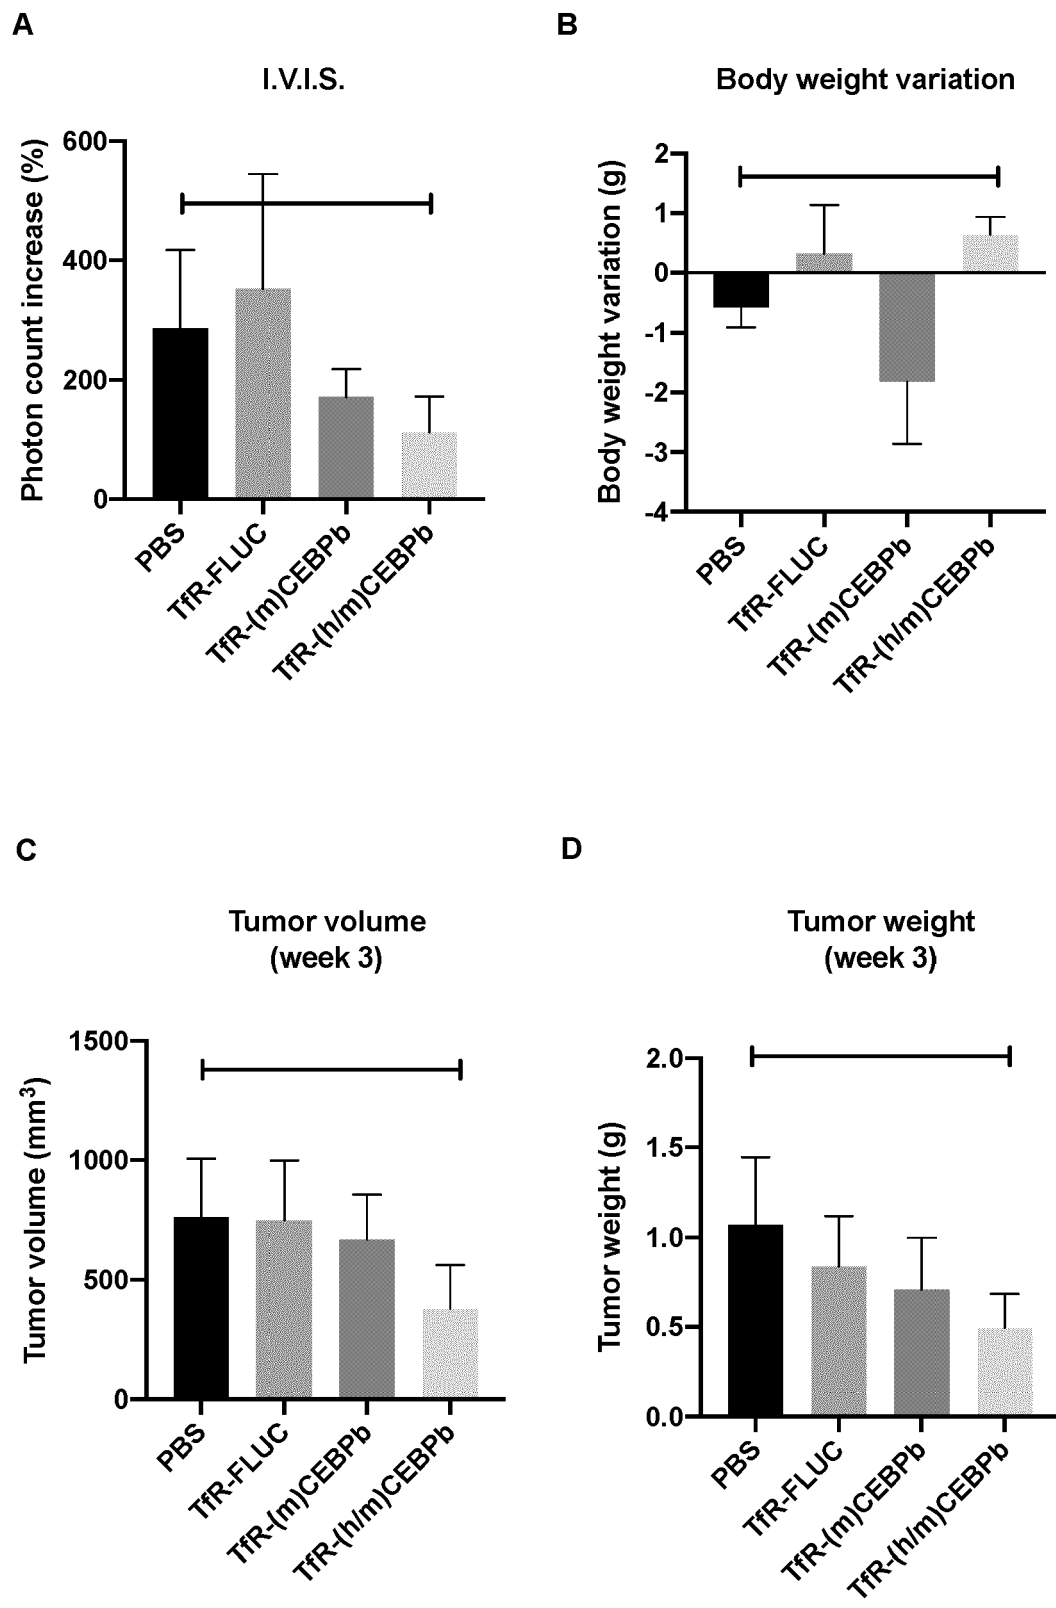 A
I.V.I.S.
Photon count increase (%)
600
400
200
0
PBS
TfR-FLUC
TfR-(m)CEBPb
TfR-(h/m)CEBPb
B
Body weight variation
Body weight variation (g)
2
1
0
-1
-2
-3
-4
PBS
TfR-FLUC
TfR-(m)CEBPb
TfR-(h/m)CEBPb
C
Tumor volume
(week 3)
Tumor volume (mm³)
1500
1000
500
0
PBS
TfR-FLUC
TfR-(m)CEBPb
TfR-(h/m)CEBPb
D
Tumor weight
(week 3)
Tumor weight (g)
2.0
1.5
1.0
0.5
0.0
PBS
TfR-FLUC
TfR-(m)CEBPb
TfR-(h/m)CEBPb